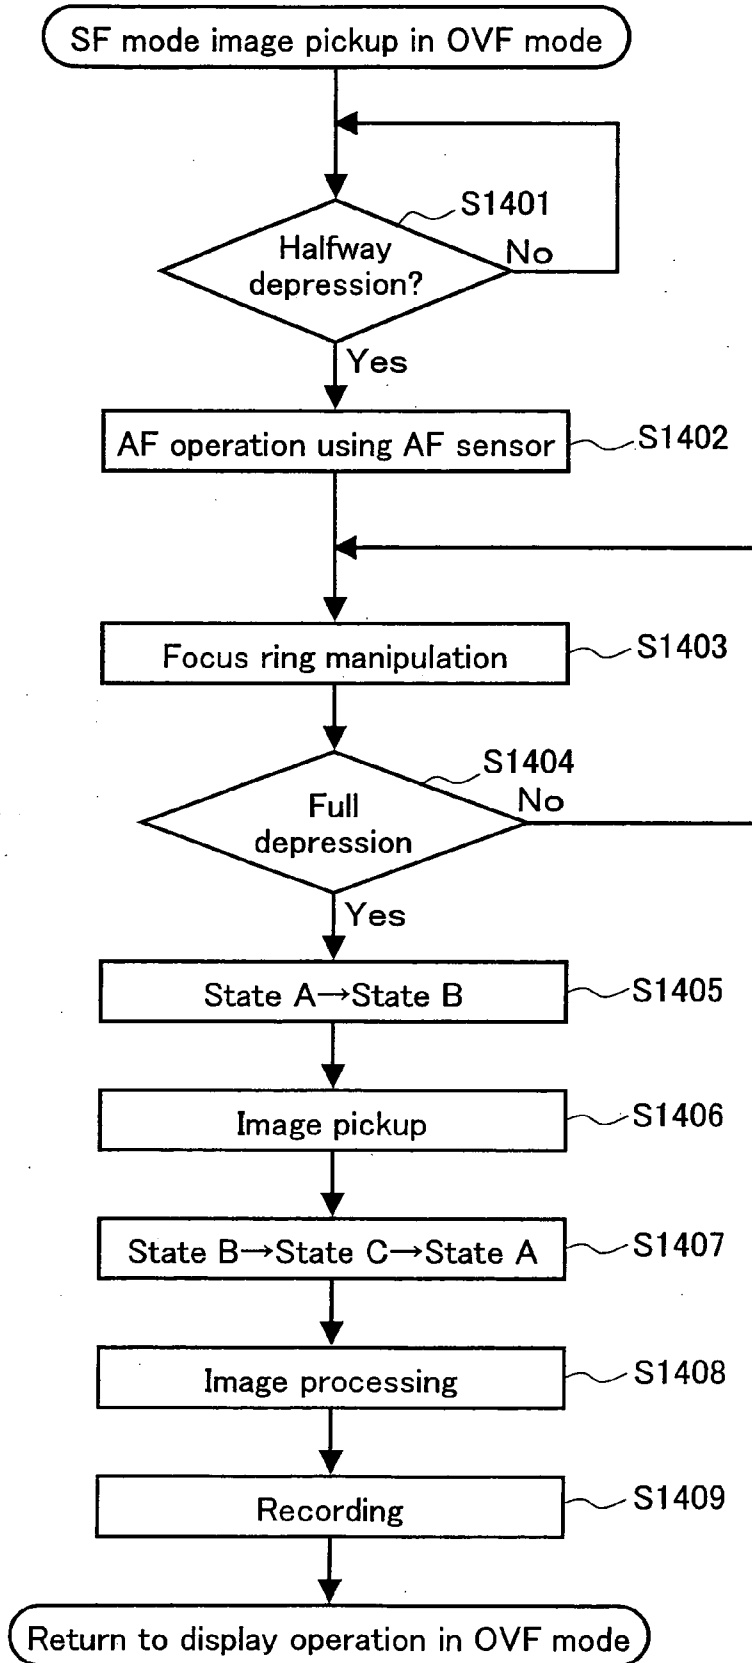 SF mode image pickup in OVF mode
S1401
Halfway
depression?
No
Yes
AF operation using AF sensor
S1402
Focus ring manipulation
S1403
S1404
Full
depression
No
Yes
State A→State B
S1405
Image pickup
S1406
State B→State C→State A
S1407
Image processing
S1408
Recording
S1409
Return to display operation in OVF mode